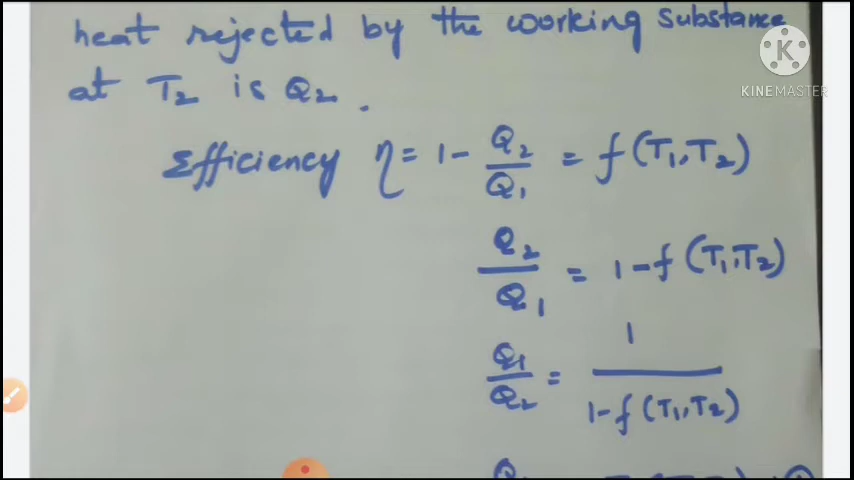 heat rejected by the working substance
at T₂ is Q₂.
Efficiency η = 1 - Q₂/Q₁ = f(T₁,T₂)
Q₂/Q₁ = 1 - f(T₁,T₂)
Q₁/Q₂ = 1/(1 - f(T₁,T₂))
K
KINEMASTER